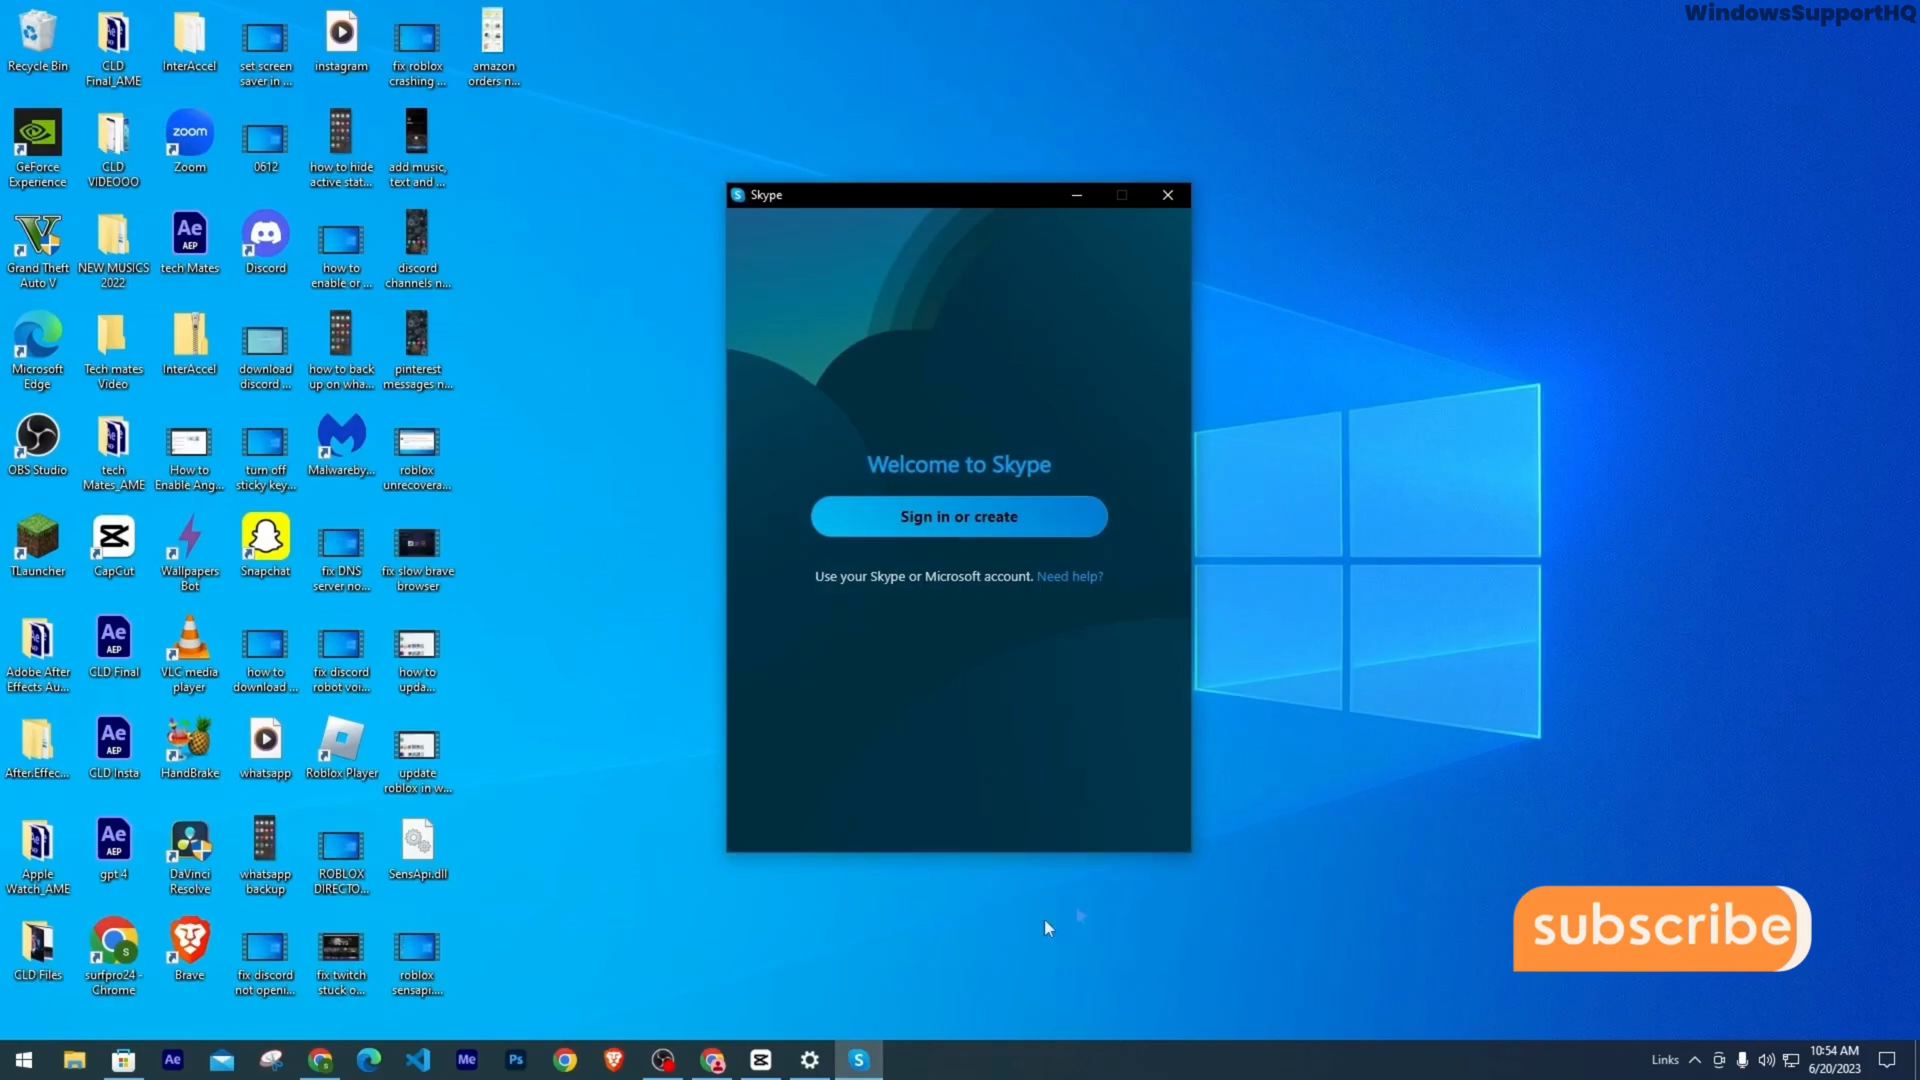 WindowsSupportHQ
Recycle Bin
CLD
Final_AME
InterAccel
set screen
saver in ...
instagram
fix roblox
crashing ...
amazon
orders n...
GeForce
Experience
CLD
VIDEOOO
zoom
Zoom
0612
how to hide
active stat...
add music,
text and ...
Grand Theft
Auto V
NEW MUSICS
2022
Ae
AEP
tech Mates
Discord
how to
enable or ...
discord
channels n...
Microsoft
Edge
Tech mates
Video
InterAccel
download
discord ...
how to back
up on wha...
pinterest
messages n...
OBS Studio
tech
Mates_AME
How to
Enable Ang...
turn off
sticky key...
Malwareby...
roblox
unrecovera...
TLauncher
CapCut
Wallpapers
Bot
Snapchat
fix DNS
server no...
fix slow brave
browser
Adobe After
Effects Au...
Ae
AEP
CLD Final
VLC media
player
how to
download ...
fix discord
robot voi...
how to
upda...
After.Effec...
Ae
AEP
CLD Insta
HandBrake
whatsapp
Roblox Player
update
roblox in w...
Apple
Watch_AME
Ae
AEP
gpt 4
DaVinci
Resolve
whatsapp
backup
ROBLOX
DIRECTO...
SensApi.dll
CLD Files
S
surfpro24 -
Chrome
Brave
fix discord
not openi...
fix twitch
stuck o...
roblox
sensapi....
S
Skype
Welcome to Skype
Sign in or create
Use your Skype or Microsoft account. Need help?
subscribe
Ae
Me
Ps
S
Links
10:54 AM
6/20/2023